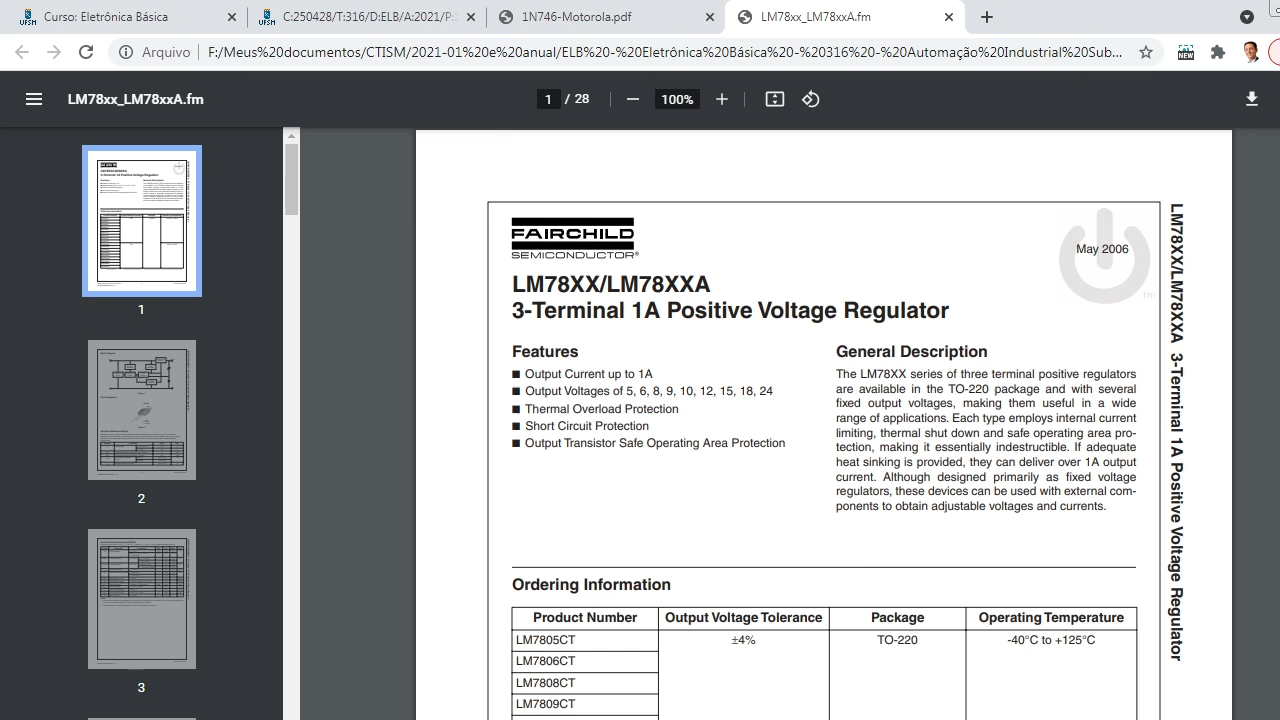 Curso: Eletrônica Básica
C:250428/T:316/D:ELB/A:2021/P:
1N746-Motorola.pdf
LM78xx_LM78xxA.fm
Arquivo
F:/Meus%20documentos/CTISM/2021-01%20e%20anual/ELB%20-%20Eletrônica%20Básica%20-%20316%20-%20Automação%20Industrial%20Sub...
NEW
LM78xx_LM78xxA.fm
1 / 28
100%
1
2
3
FAIRCHILD
SEMICONDUCTOR®
May 2006
tm
LM78XX/LM78XXA
3-Terminal 1A Positive Voltage Regulator
Features
■ Output Current up to 1A
■ Output Voltages of 5, 6, 8, 9, 10, 12, 15, 18, 24
■ Thermal Overload Protection
■ Short Circuit Protection
■ Output Transistor Safe Operating Area Protection
General Description
The LM78XX series of three terminal positive regulators
are available in the TO-220 package and with several
fixed output voltages, making them useful in a wide
range of applications. Each type employs internal current
limiting, thermal shut down and safe operating area pro-
tection, making it essentially indestructible. If adequate
heat sinking is provided, they can deliver over 1A output
current. Although designed primarily as fixed voltage
regulators, these devices can be used with external com-
ponents to obtain adjustable voltages and currents.
Ordering Information
Product Number Output Voltage Tolerance Package Operating Temperature
LM7805CT ±4% TO-220 -40°C to +125°C
LM7806CT
LM7808CT
LM7809CT
LM78XX/LM78XXA 3-Terminal 1A Positive Voltage Regulator